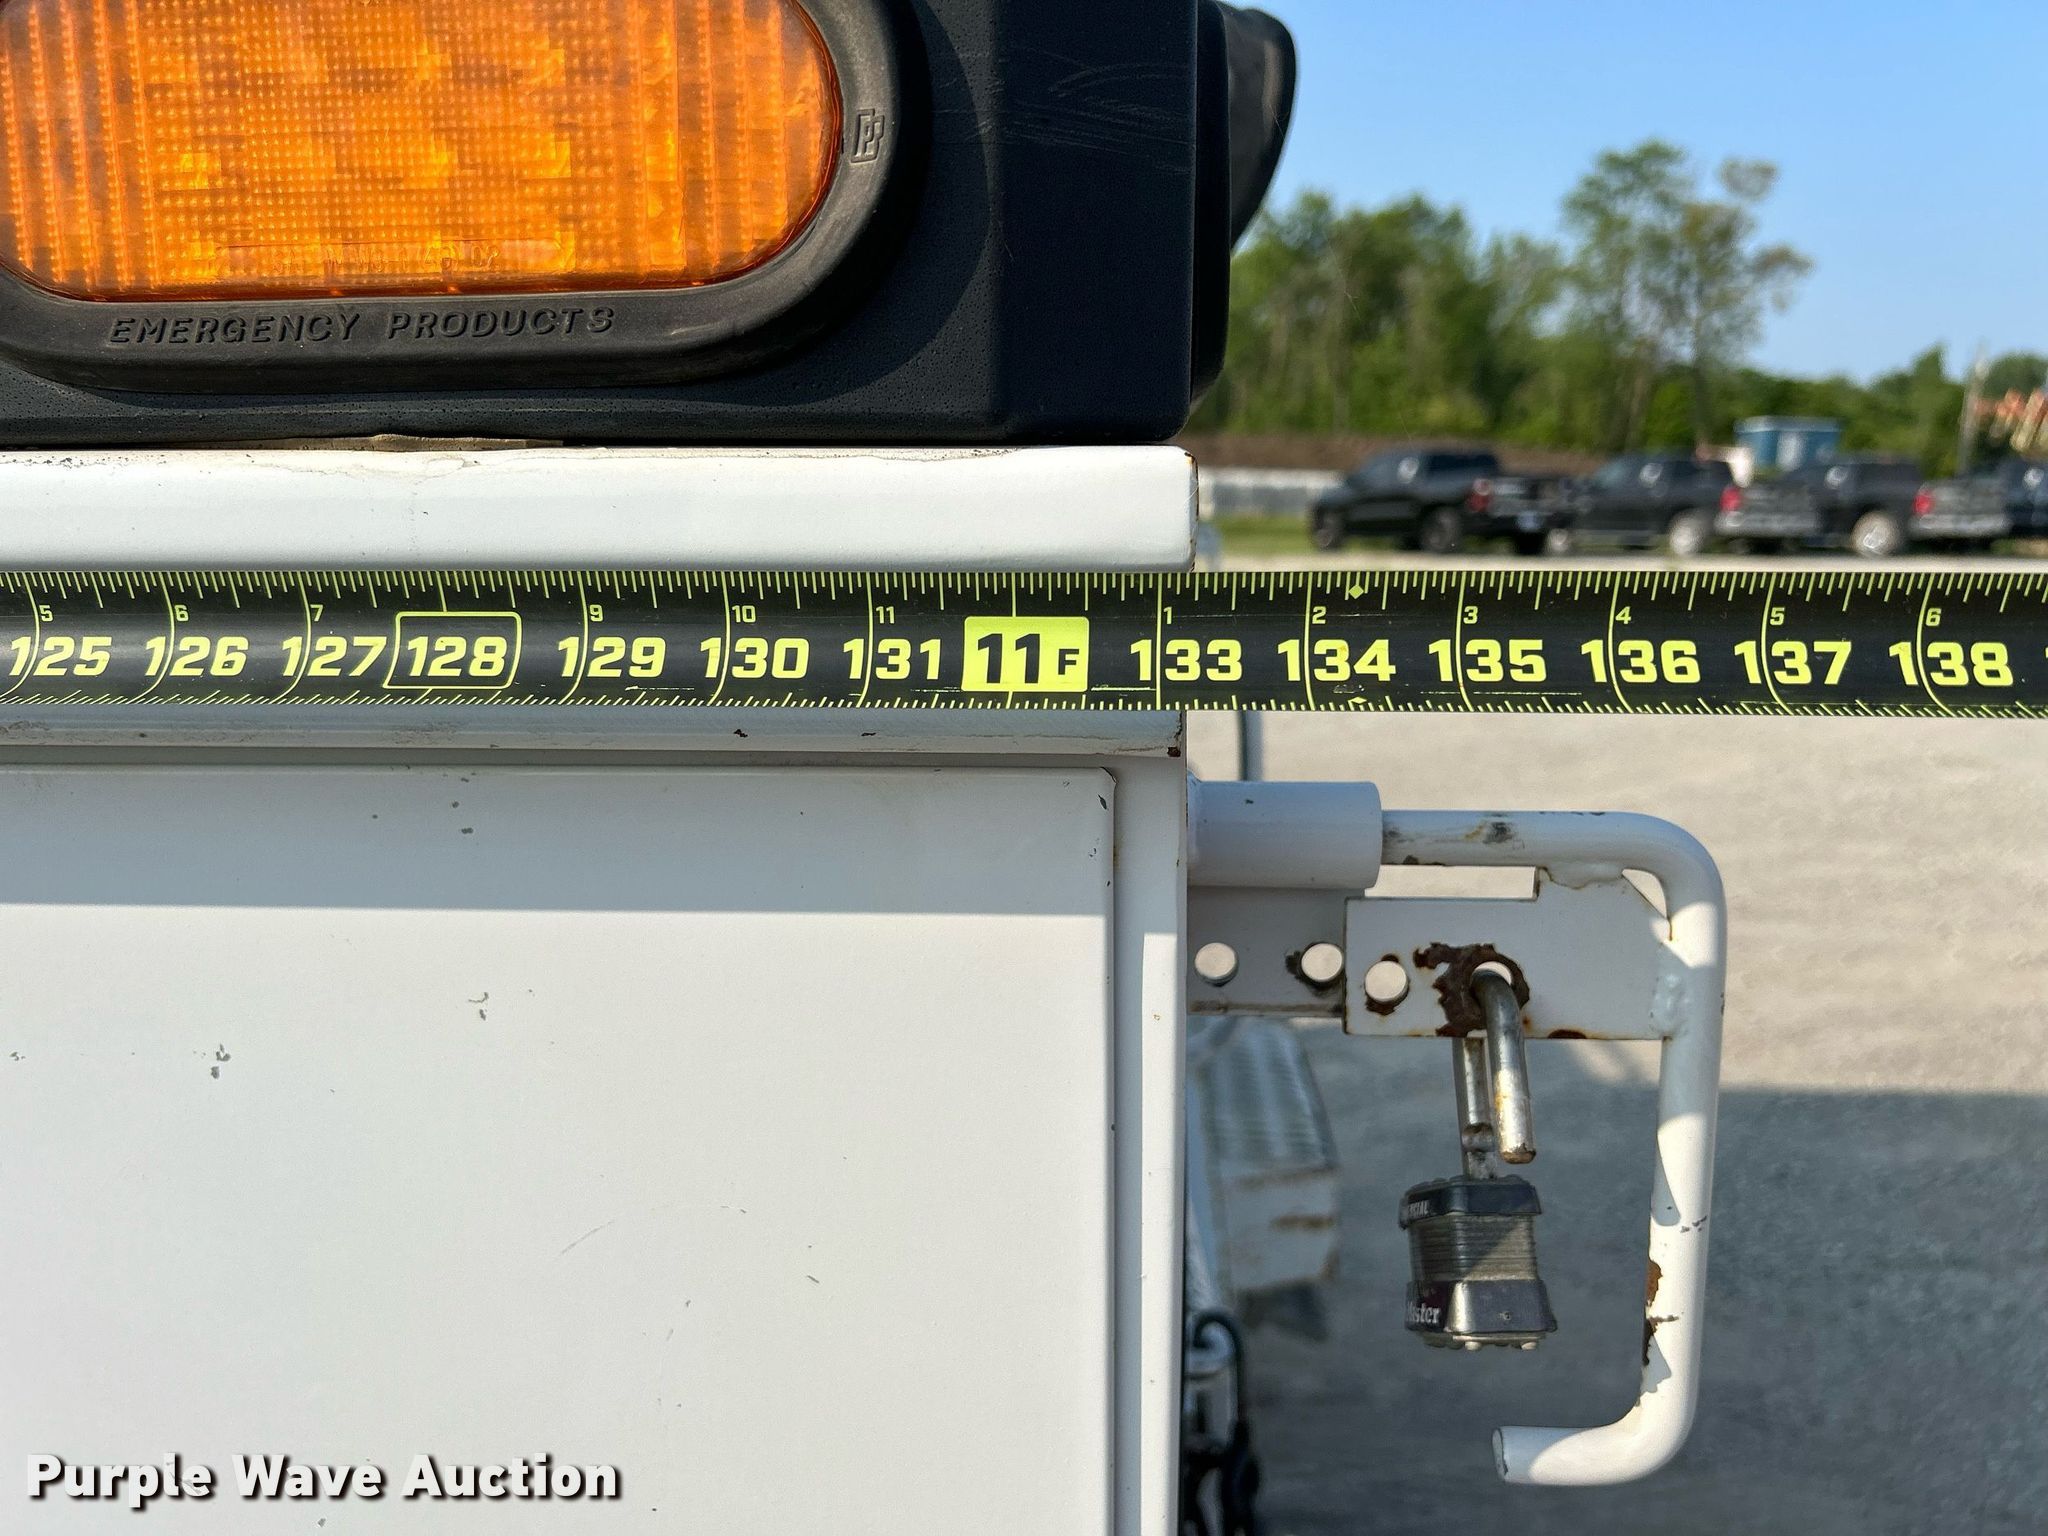 EMERGENCY PRODUCTS
5 6 7 9 10 11 1 2 3 4 5 6
125 126 127 128 129 130 131 11F 133 134 135 136 137 138
Master
Purple Wave Auction